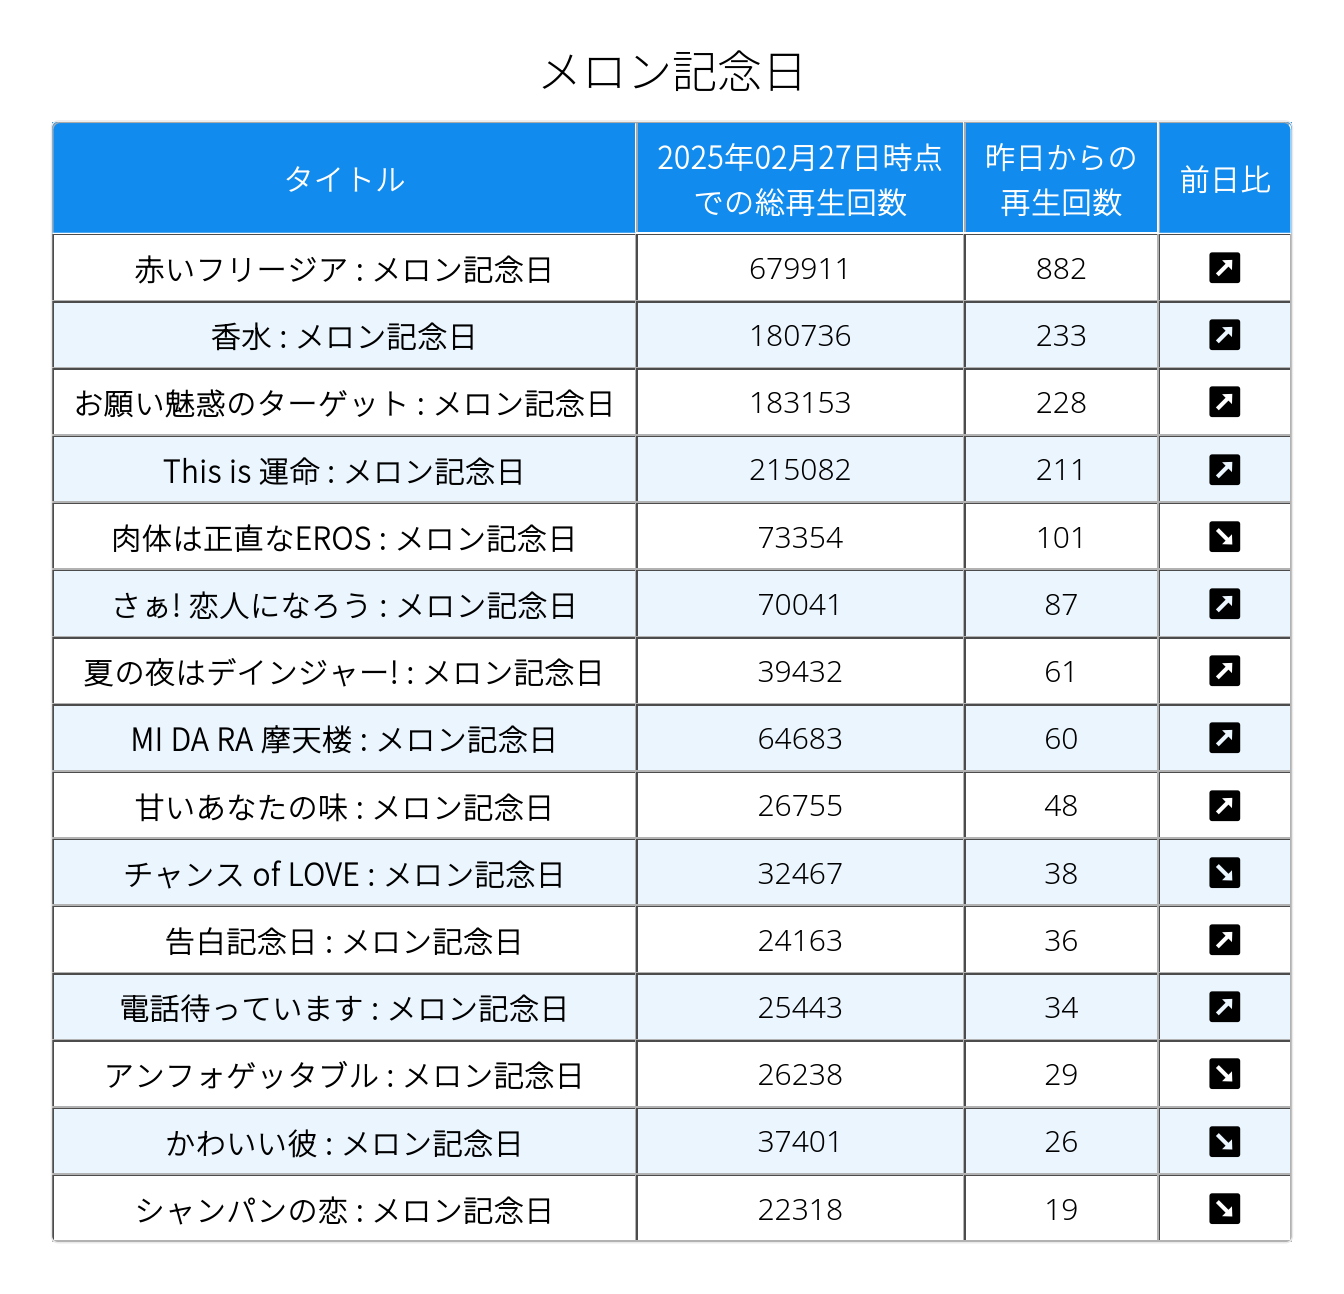 メロン記念日
タイトル 2025年02月27日時点での総再生回数 昨日からの再生回数 前日比
赤いフリージア : メロン記念日 679911 882 ↗
香水 : メロン記念日 180736 233 ↗
お願い魅惑のターゲット : メロン記念日 183153 228 ↗
This is 運命 : メロン記念日 215082 211 ↗
肉体は正直なEROS : メロン記念日 73354 101 ↘
さぁ! 恋人になろう : メロン記念日 70041 87 ↗
夏の夜はデインジャー! : メロン記念日 39432 61 ↗
MI DA RA 摩天楼 : メロン記念日 64683 60 ↗
甘いあなたの味 : メロン記念日 26755 48 ↗
チャンス of LOVE : メロン記念日 32467 38 ↘
告白記念日 : メロン記念日 24163 36 ↗
電話待っています : メロン記念日 25443 34 ↗
アンフォゲッタブル : メロン記念日 26238 29 ↘
かわいい彼 : メロン記念日 37401 26 ↘
シャンパンの恋 : メロン記念日 22318 19 ↘